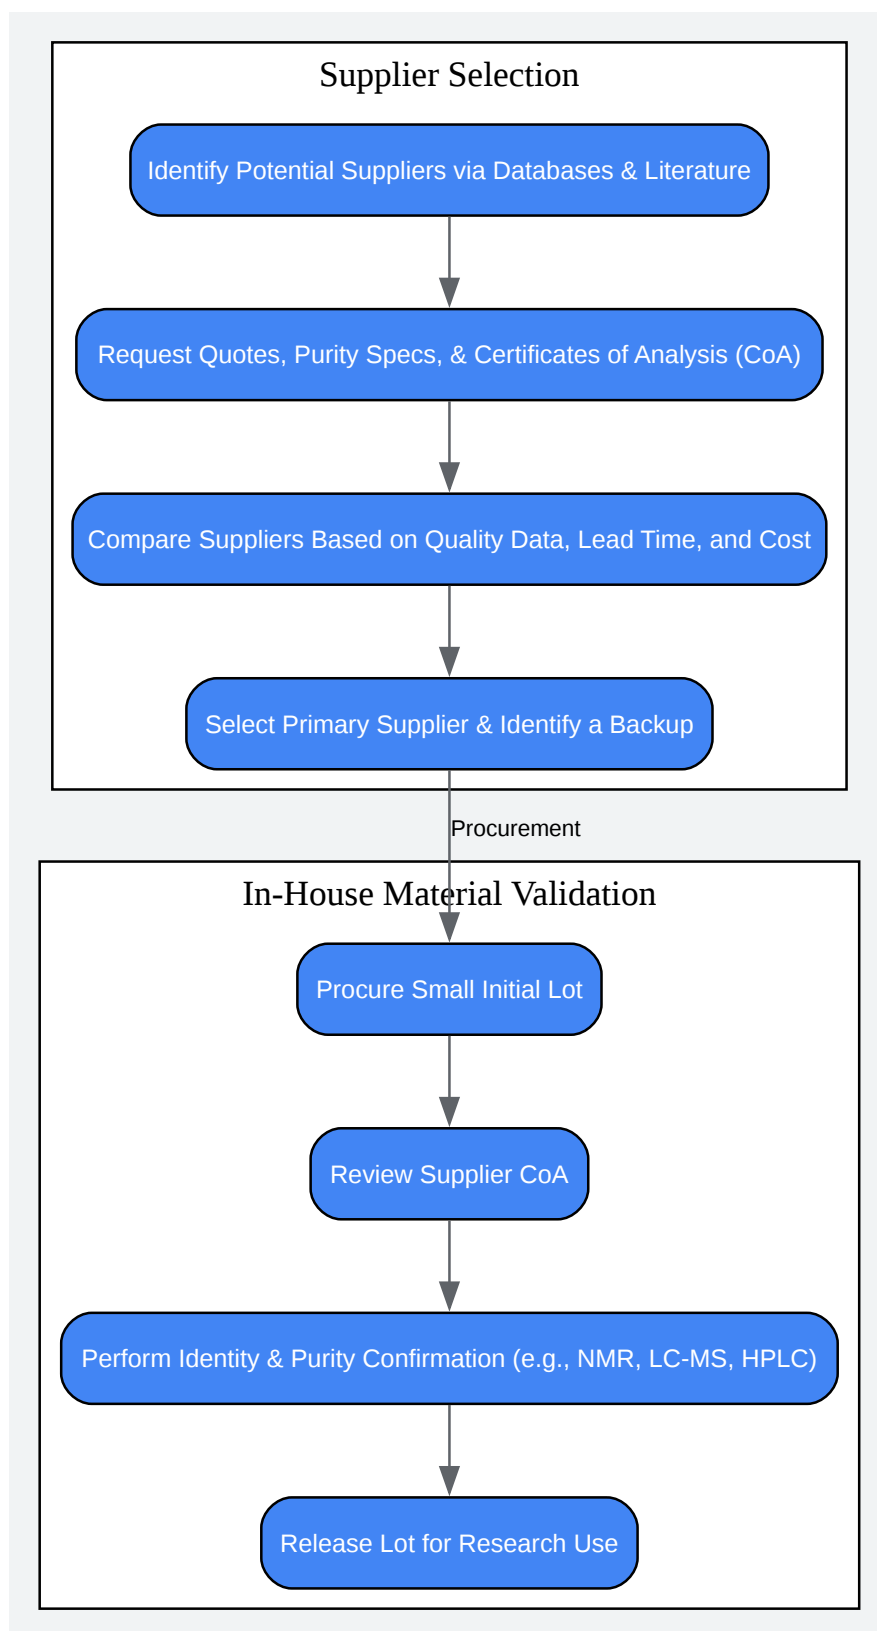 Supplier Selection
Identify Potential Suppliers via Databases & Literature
Request Quotes, Purity Specs, & Certificates of Analysis (CoA)
Compare Suppliers Based on Quality Data, Lead Time, and Cost
Select Primary Supplier & Identify a Backup
Procurement
In-House Material Validation
Procure Small Initial Lot
Review Supplier CoA
Perform Identity & Purity Confirmation (e.g., NMR, LC-MS, HPLC)
Release Lot for Research Use